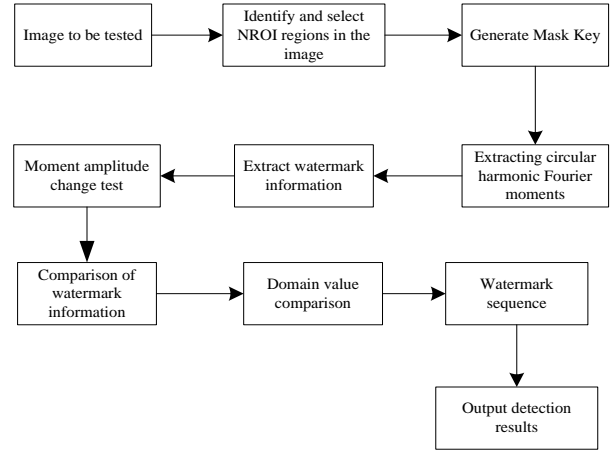 Image to be tested
Identify and select
NROI regions in the
image
Generate Mask Key
Moment amplitude
change test
Extract watermark
information
Extracting circular
harmonic Fourier
moments
Comparison of
watermark
information
Domain value
comparison
Watermark
sequence
Output detection
results